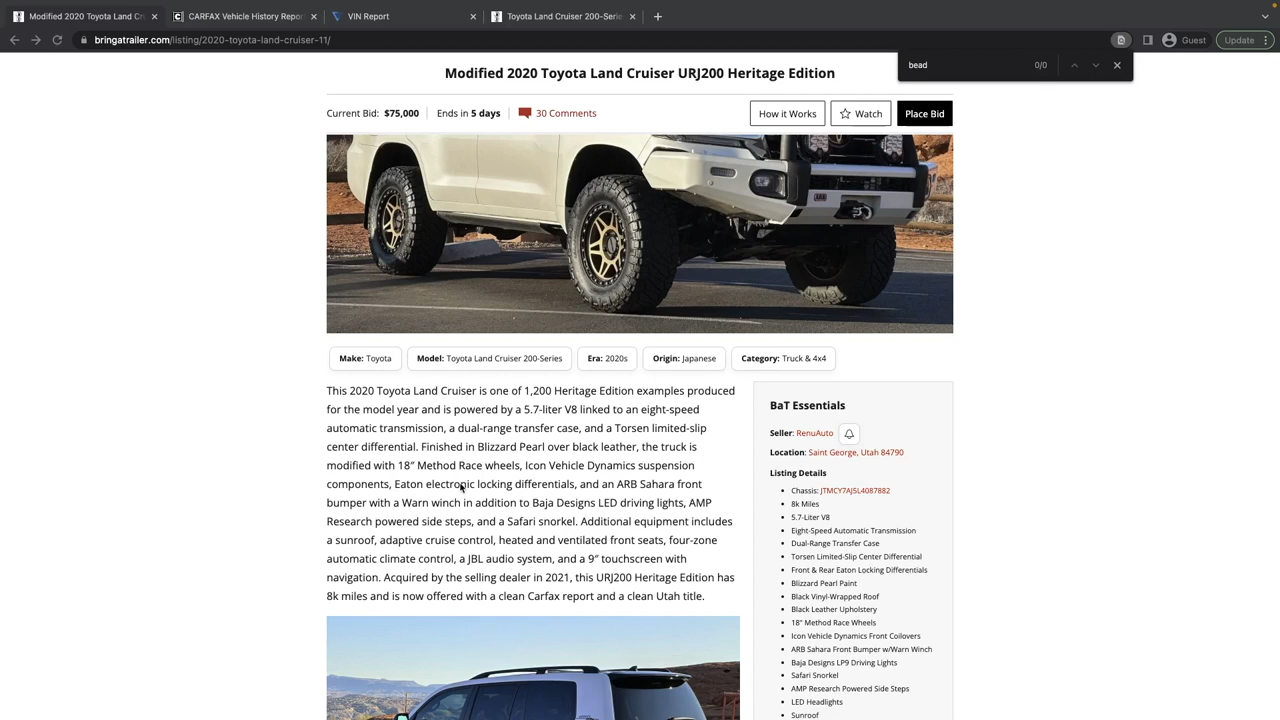 Modified 2020 Toyota Land Cr
CARFAX Vehicle History Repor
VIN Report
Toyota Land Cruiser 200-Serie
bringatrailer.com/listing/2020-toyota-land-cruiser-11/
Guest
Update
bead
0/0
Modified 2020 Toyota Land Cruiser URJ200 Heritage Edition
Current Bid: $75,000
Ends in 5 days
30 Comments
How it Works
Watch
Place Bid
ARB
Make: Toyota
Model: Toyota Land Cruiser 200-Series
Era: 2020s
Origin: Japanese
Category: Truck & 4x4
This 2020 Toyota Land Cruiser is one of 1,200 Heritage Edition examples produced
for the model year and is powered by a 5.7-liter V8 linked to an eight-speed
automatic transmission, a dual-range transfer case, and a Torsen limited-slip
center differential. Finished in Blizzard Pearl over black leather, the truck is
modified with 18″ Method Race wheels, Icon Vehicle Dynamics suspension
components, Eaton electronic locking differentials, and an ARB Sahara front
bumper with a Warn winch in addition to Baja Designs LED driving lights, AMP
Research powered side steps, and a Safari snorkel. Additional equipment includes
a sunroof, adaptive cruise control, heated and ventilated front seats, four-zone
automatic climate control, a JBL audio system, and a 9″ touchscreen with
navigation. Acquired by the selling dealer in 2021, this URJ200 Heritage Edition has
8k miles and is now offered with a clean Carfax report and a clean Utah title.
BaT Essentials
Seller: RenuAuto
Location: Saint George, Utah 84790
Listing Details
Chassis: JTMCY7AJ5L4087882
8k Miles
5.7-Liter V8
Eight-Speed Automatic Transmission
Dual-Range Transfer Case
Torsen Limited-Slip Center Differential
Front & Rear Eaton Locking Differentials
Blizzard Pearl Paint
Black Vinyl-Wrapped Roof
Black Leather Upholstery
18" Method Race Wheels
Icon Vehicle Dynamics Front Coilovers
ARB Sahara Front Bumper w/Warn Winch
Baja Designs LP9 Driving Lights
Safari Snorkel
AMP Research Powered Side Steps
LED Headlights
Sunroof